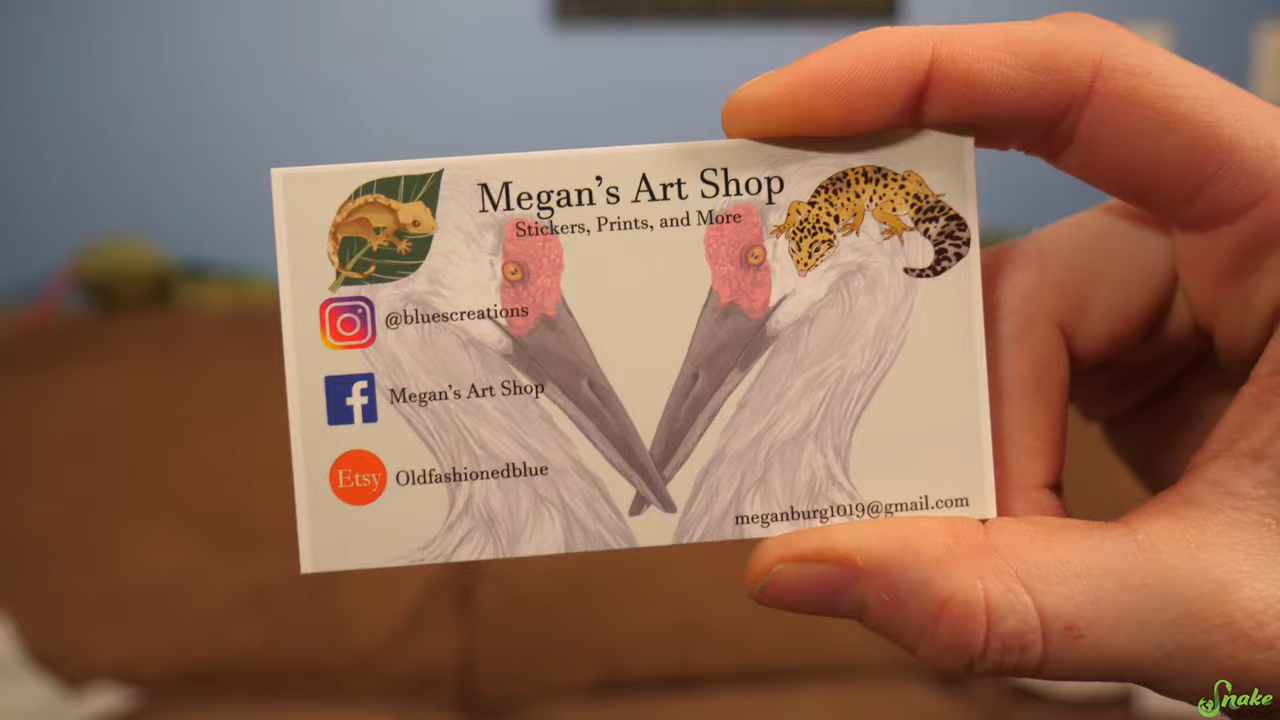 Megan's Art Shop
Stickers, Prints, and More
@bluescreations
Megan's Art Shop
Etsy
Oldfashionedblue
meganburg1019@gmail.com
Snake